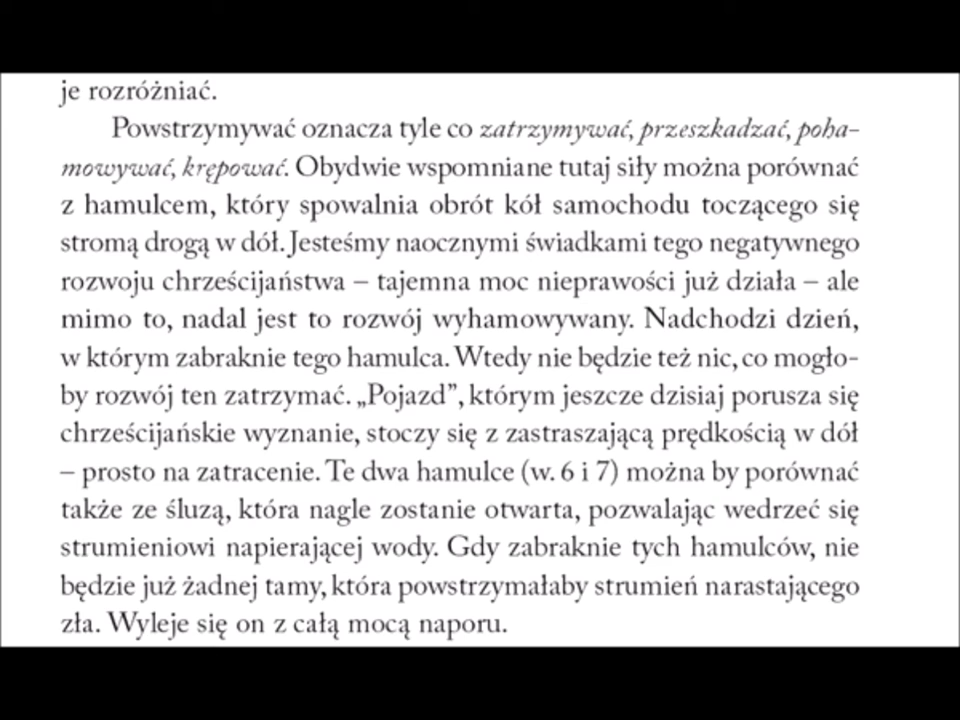 je rozróżniać.
Powstrzymywać oznacza tyle co zatrzymywać, przeszkadzać, poha-
mowywać, krępować. Obydwie wspomniane tutaj siły można porównać
z hamulcem, który spowalnia obrót kół samochodu toczącego się
stromą drogą w dół. Jesteśmy naocznymi świadkami tego negatywnego
rozwoju chrześcijaństwa – tajemna moc nieprawości już działa – ale
mimo to, nadal jest to rozwój wyhamowywany. Nadchodzi dzień,
w którym zabraknie tego hamulca. Wtedy nie będzie też nic, co mogło-
by rozwój ten zatrzymać. „Pojazd”, którym jeszcze dzisiaj porusza się
chrześcijańskie wyznanie, stoczy się z zastraszającą prędkością w dół
– prosto na zatracenie. Te dwa hamulce (w. 6 i 7) można by porównać
także ze śluzą, która nagle zostanie otwarta, pozwalając wedrzeć się
strumieniowi napierającej wody. Gdy zabraknie tych hamulców, nie
będzie już żadnej tamy, która powstrzymałaby strumień narastającego
zła. Wyleje się on z całą mocą naporu.